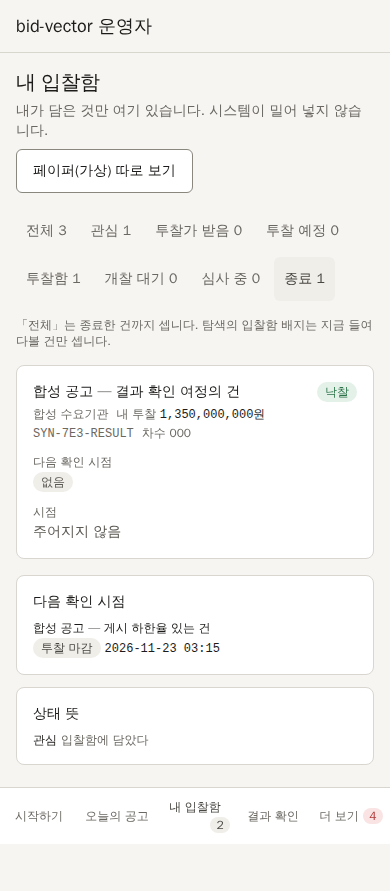 bid-vector 운영자
내 입찰함
내가 담은 것만 여기 있습니다. 시스템이 밀어 넣지 않습
니다.
페이퍼(가상) 따로 보기
전체 3 관심 1 투찰가 받음 0 투찰 예정 0
투찰함 1 개찰 대기 0 심사 중 0 종료 1
「전체」는 종료한 건까지 셉니다. 탐색의 입찰함 배지는 지금 들여
다볼 건만 셉니다.
합성 공고 — 결과 확인 여정의 건 낙찰
합성 수요기관 내 투찰 1,350,000,000원
SYN-7E3-RESULT 차수 000
다음 확인 시점
없음
시점
주어지지 않음
다음 확인 시점
합성 공고 — 게시 하한율 있는 건
투찰 마감 2026-11-23 03:15
상태 뜻
관심 입찰함에 담았다
시작하기 오늘의 공고 내 입찰함 2 결과 확인 더 보기 4